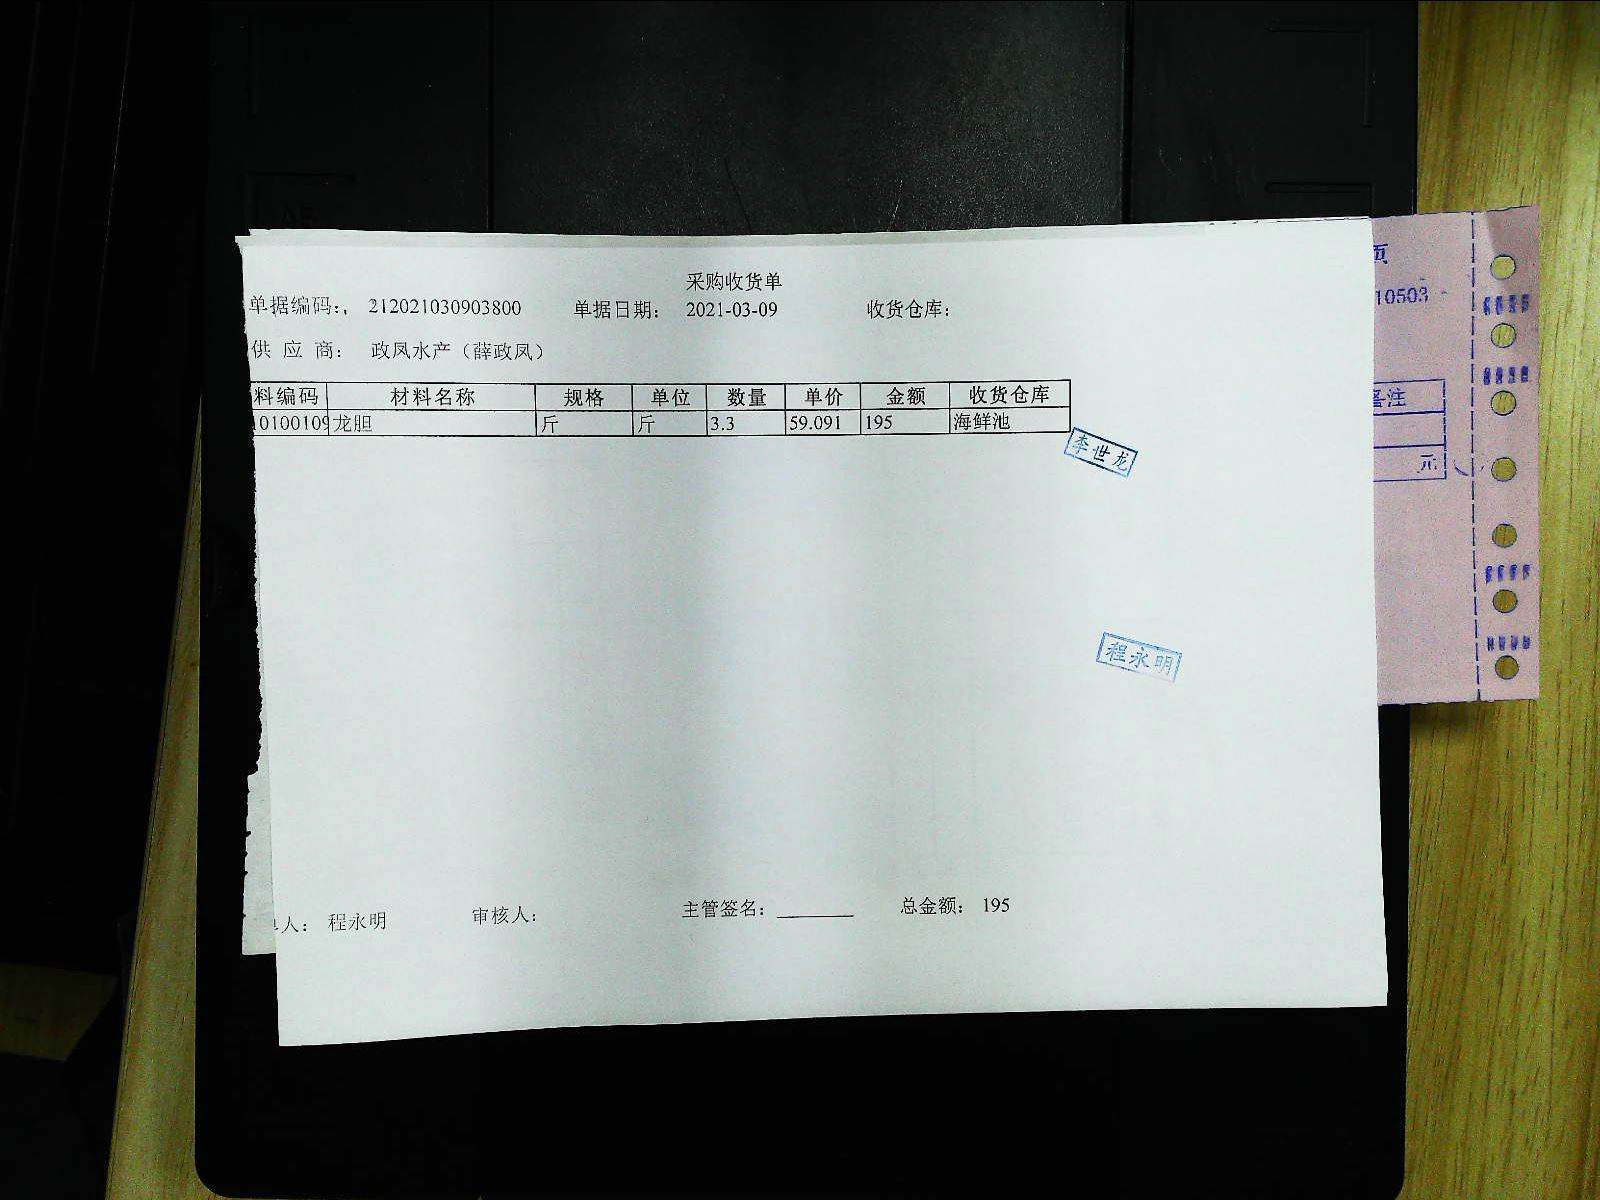 采购收货单
单据编码: 212021030903800 单据日期: 2021-03-09 收货仓库:
供 应 商: 政凤水产（薛政凤）
料编码 材料名称 规格 单位 数量 单价 金额 收货仓库
10100109 龙胆 斤 斤 3.3 59.091 195 海鲜池
李世龙
程永明
人: 程永明 审核人: 主管签名: 总金额: 195
页
10503
备注
元